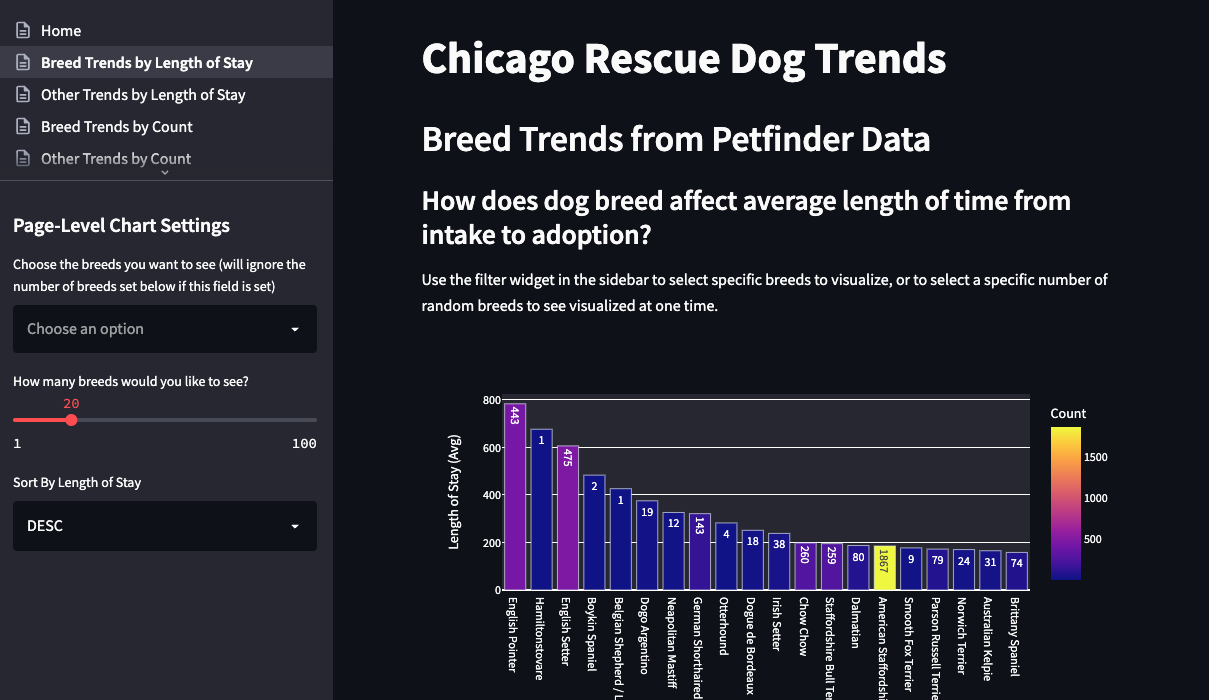 Home
Breed Trends by Length of Stay
Other Trends by Length of Stay
Breed Trends by Count
Other Trends by Count
Page-Level Chart Settings
Choose the breeds you want to see (will ignore the
number of breeds set below if this field is set)
Choose an option
How many breeds would you like to see?
20
1 100
Sort By Length of Stay
DESC
Chicago Rescue Dog Trends
Breed Trends from Petfinder Data
How does dog breed affect average length of time from
intake to adoption?
Use the filter widget in the sidebar to select specific breeds to visualize, or to select a specific number of
random breeds to see visualized at one time.
Length of Stay (Avg)
800
600
400
200
0
443
1
475
2
1
19
12
143
4
18
38
260
259
80
1867
9
79
24
31
74
English Pointer
Hamiltonstovare
English Setter
Boykin Spaniel
Belgian Shepherd / L
Dogo Argentino
Neapolitan Mastiff
German Shorthaired
Otterhound
Dogue de Bordeaux
Irish Setter
Chow Chow
Staffordshire Bull Te
Dalmatian
American Staffordsh
Smooth Fox Terrier
Parson Russell Terrie
Norwich Terrier
Australian Kelpie
Brittany Spaniel
Count
1500
1000
500